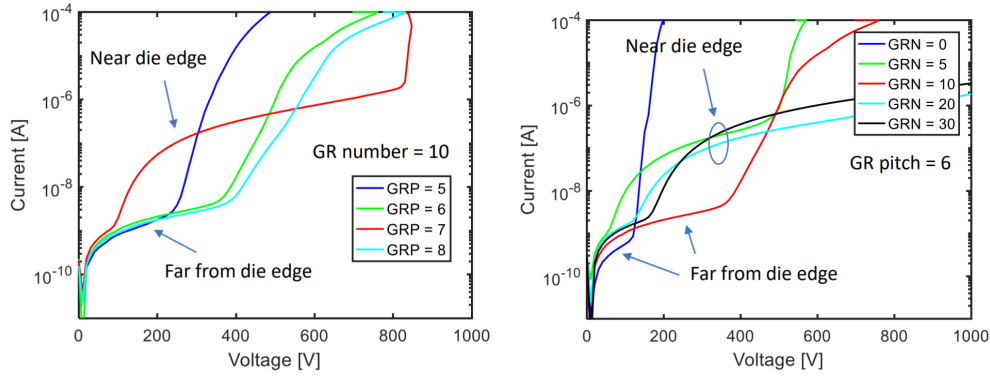 Current [A]
10-4
10-6
10-8
10-10
Near die edge
GR number = 10
GRP = 5
GRP = 6
GRP = 7
GRP = 8
Far from die edge
0 200 400 600 800 1000
Voltage [V]
Current [A]
10-4
10-6
10-8
10-10
Near die edge
GRN = 0
GRN = 5
GRN = 10
GRN = 20
GRN = 30
GR pitch = 6
Far from die edge
0 200 400 600 800 1000
Voltage [V]